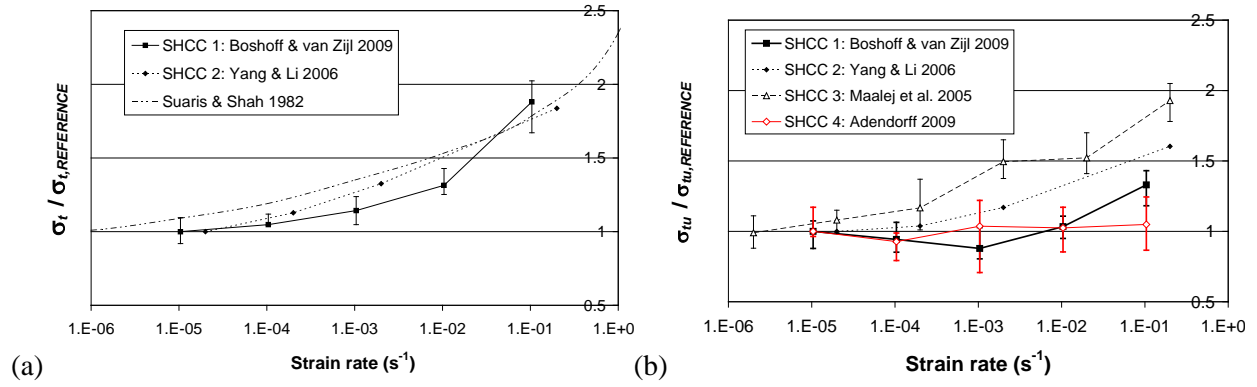 2.5
SHCC 1: Boshoff & van Zijl 2009
SHCC 2: Yang & Li 2006
Suaris & Shah 1982
2
1.5
1
0.5
σt / σt,REFERENCE
1.E-06 1.E-05 1.E-04 1.E-03 1.E-02 1.E-01 1.E+0
Strain rate (s-1)
(a)
2.5
SHCC 1: Boshoff & van Zijl 2009
SHCC 2: Yang & Li 2006
SHCC 3: Maalej et al. 2005
SHCC 4: Adendorff 2009
2
1.5
1
0.5
σtu / σtu,REFERENCE
1.E-06 1.E-05 1.E-04 1.E-03 1.E-02 1.E-01 1.E+0
Strain rate (s-1)
(b)